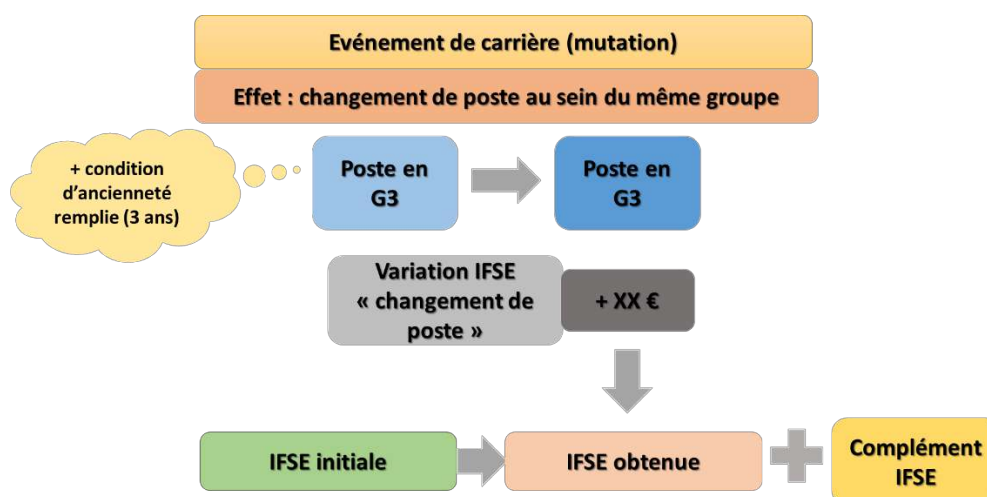 Evénement de carrière (mutation)
Effet : changement de poste au sein du même groupe
+ condition
d'ancienneté
remplie (3 ans)
Poste en
G3
Poste en
G3
Variation IFSE
« changement de
poste »
+ XX €
IFSE initiale
IFSE obtenue
Complément
IFSE